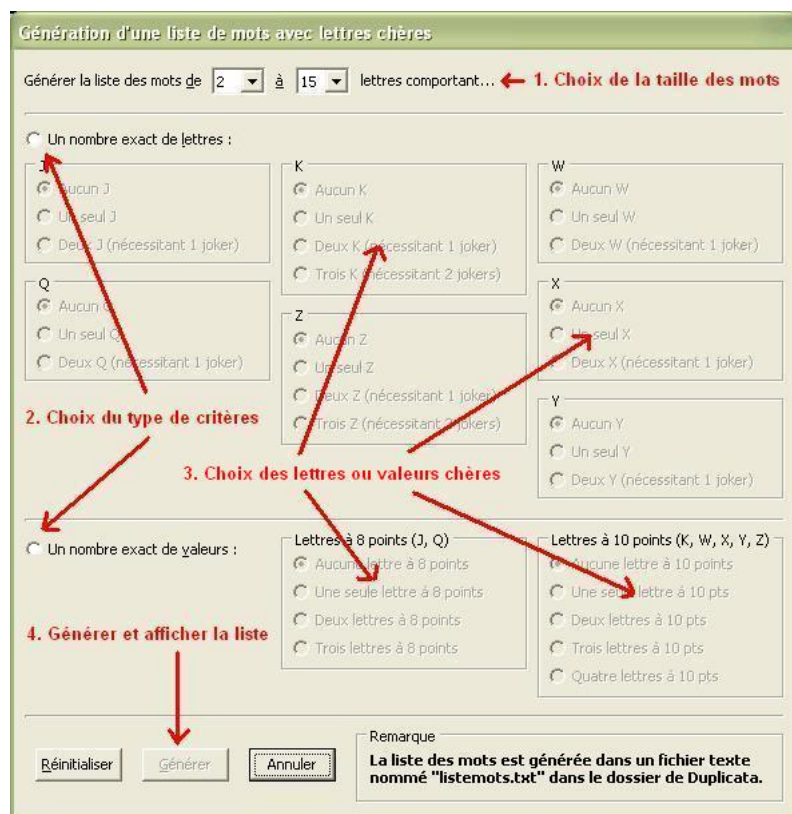 Génération d'une liste de mots avec lettres chères
Générer la liste des mots de 2 à 15 lettres comportant... 1. Choix de la taille des mots
Un nombre exact de lettres :
J
Aucun J
Un seul J
Deux J (nécessitant 1 joker)
K
Aucun K
Un seul K
Deux K (nécessitant 1 joker)
Trois K (nécessitant 2 jokers)
W
Aucun W
Un seul W
Deux W (nécessitant 1 joker)
Q
Aucun Q
Un seul Q
Deux Q (nécessitant 1 joker)
Z
Aucun Z
Un seul Z
Deux Z (nécessitant 1 joker)
Trois Z (nécessitant 2 jokers)
X
Aucun X
Un seul X
Deux X (nécessitant 1 joker)
Y
Aucun Y
Un seul Y
Deux Y (nécessitant 1 joker)
2. Choix du type de critères
3. Choix des lettres ou valeurs chères
Un nombre exact de valeurs :
Lettres à 8 points (J, Q)
Aucune lettre à 8 points
Une seule lettre à 8 points
Deux lettres à 8 points
Trois lettres à 8 points
Lettres à 10 points (K, W, X, Y, Z)
Aucune lettre à 10 points
Une seule lettre à 10 pts
Deux lettres à 10 pts
Trois lettres à 10 pts
Quatre lettres à 10 pts
4. Générer et afficher la liste
Réinitialiser
Générer
Annuler
Remarque
La liste des mots est générée dans un fichier texte
nommé "listemots.txt" dans le dossier de Duplicata.